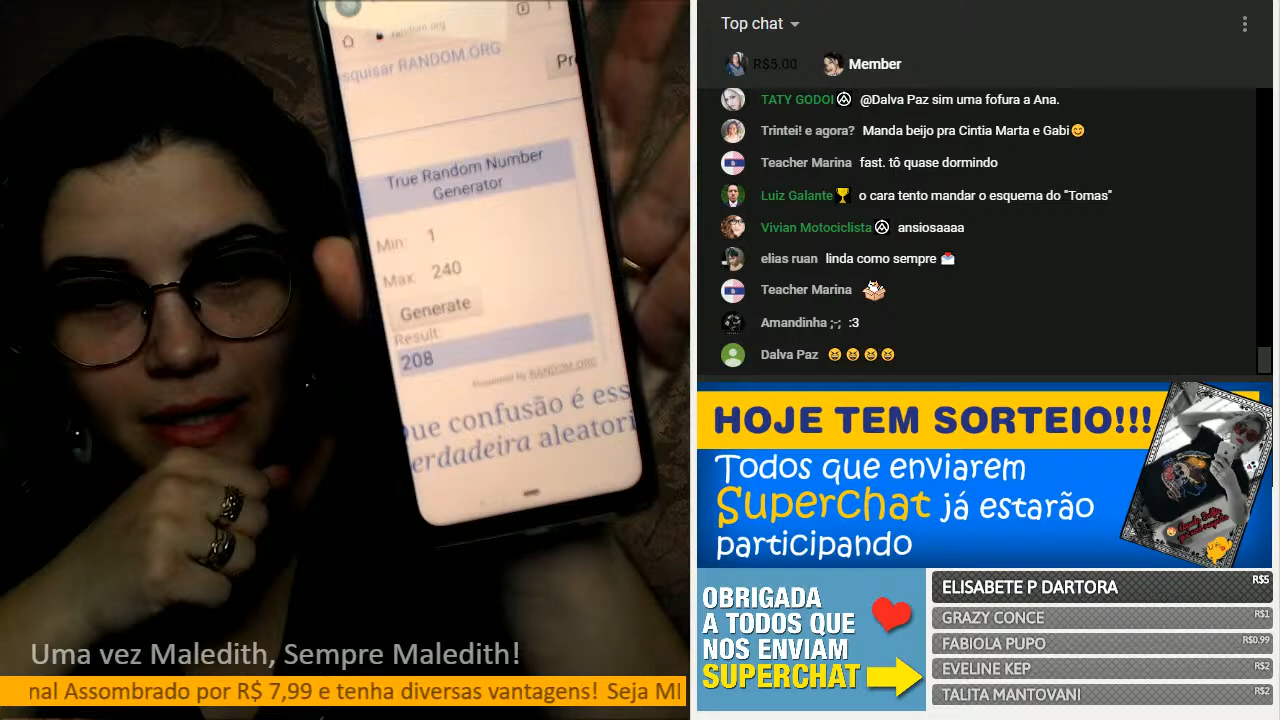 random.org
squisar RANDOM.ORG
Pr
True Random Number
Generator
Min: 1
Max: 240
Generate
Result:
208
Powered by RANDOM.ORG
ue confusão é ess
erdadeira aleatori
Uma vez Maledith, Sempre Maledith!
nal Assombrado por R$ 7,99 e tenha diversas vantagens! Seja M
Top chat
R$5.00 Member
TATY GODOI @Dalva Paz sim uma fofura a Ana.
Trintei! e agora? Manda beijo pra Cintia Marta e Gabi😊
Teacher Marina fast. tô quase dormindo
Luiz Galante🏆 o cara tento mandar o esquema do "Tomas"
Vivian Motociclista ansiosaaaa
elias ruan linda como sempre 💌
Teacher Marina
Amandinha ;-; :3
Dalva Paz 😆😆😆😆
HOJE TEM SORTEIO!!!
Todos que enviarem
Superchat já estarão
participando
OBRIGADA
A TODOS QUE
NOS ENVIAM
SUPERCHAT
ELISABETE P DARTORA R$5
GRAZY CONCE R$1
FABIOLA PUPO R$0.99
EVELINE KEP R$2
TALITA MANTOVANI R$2